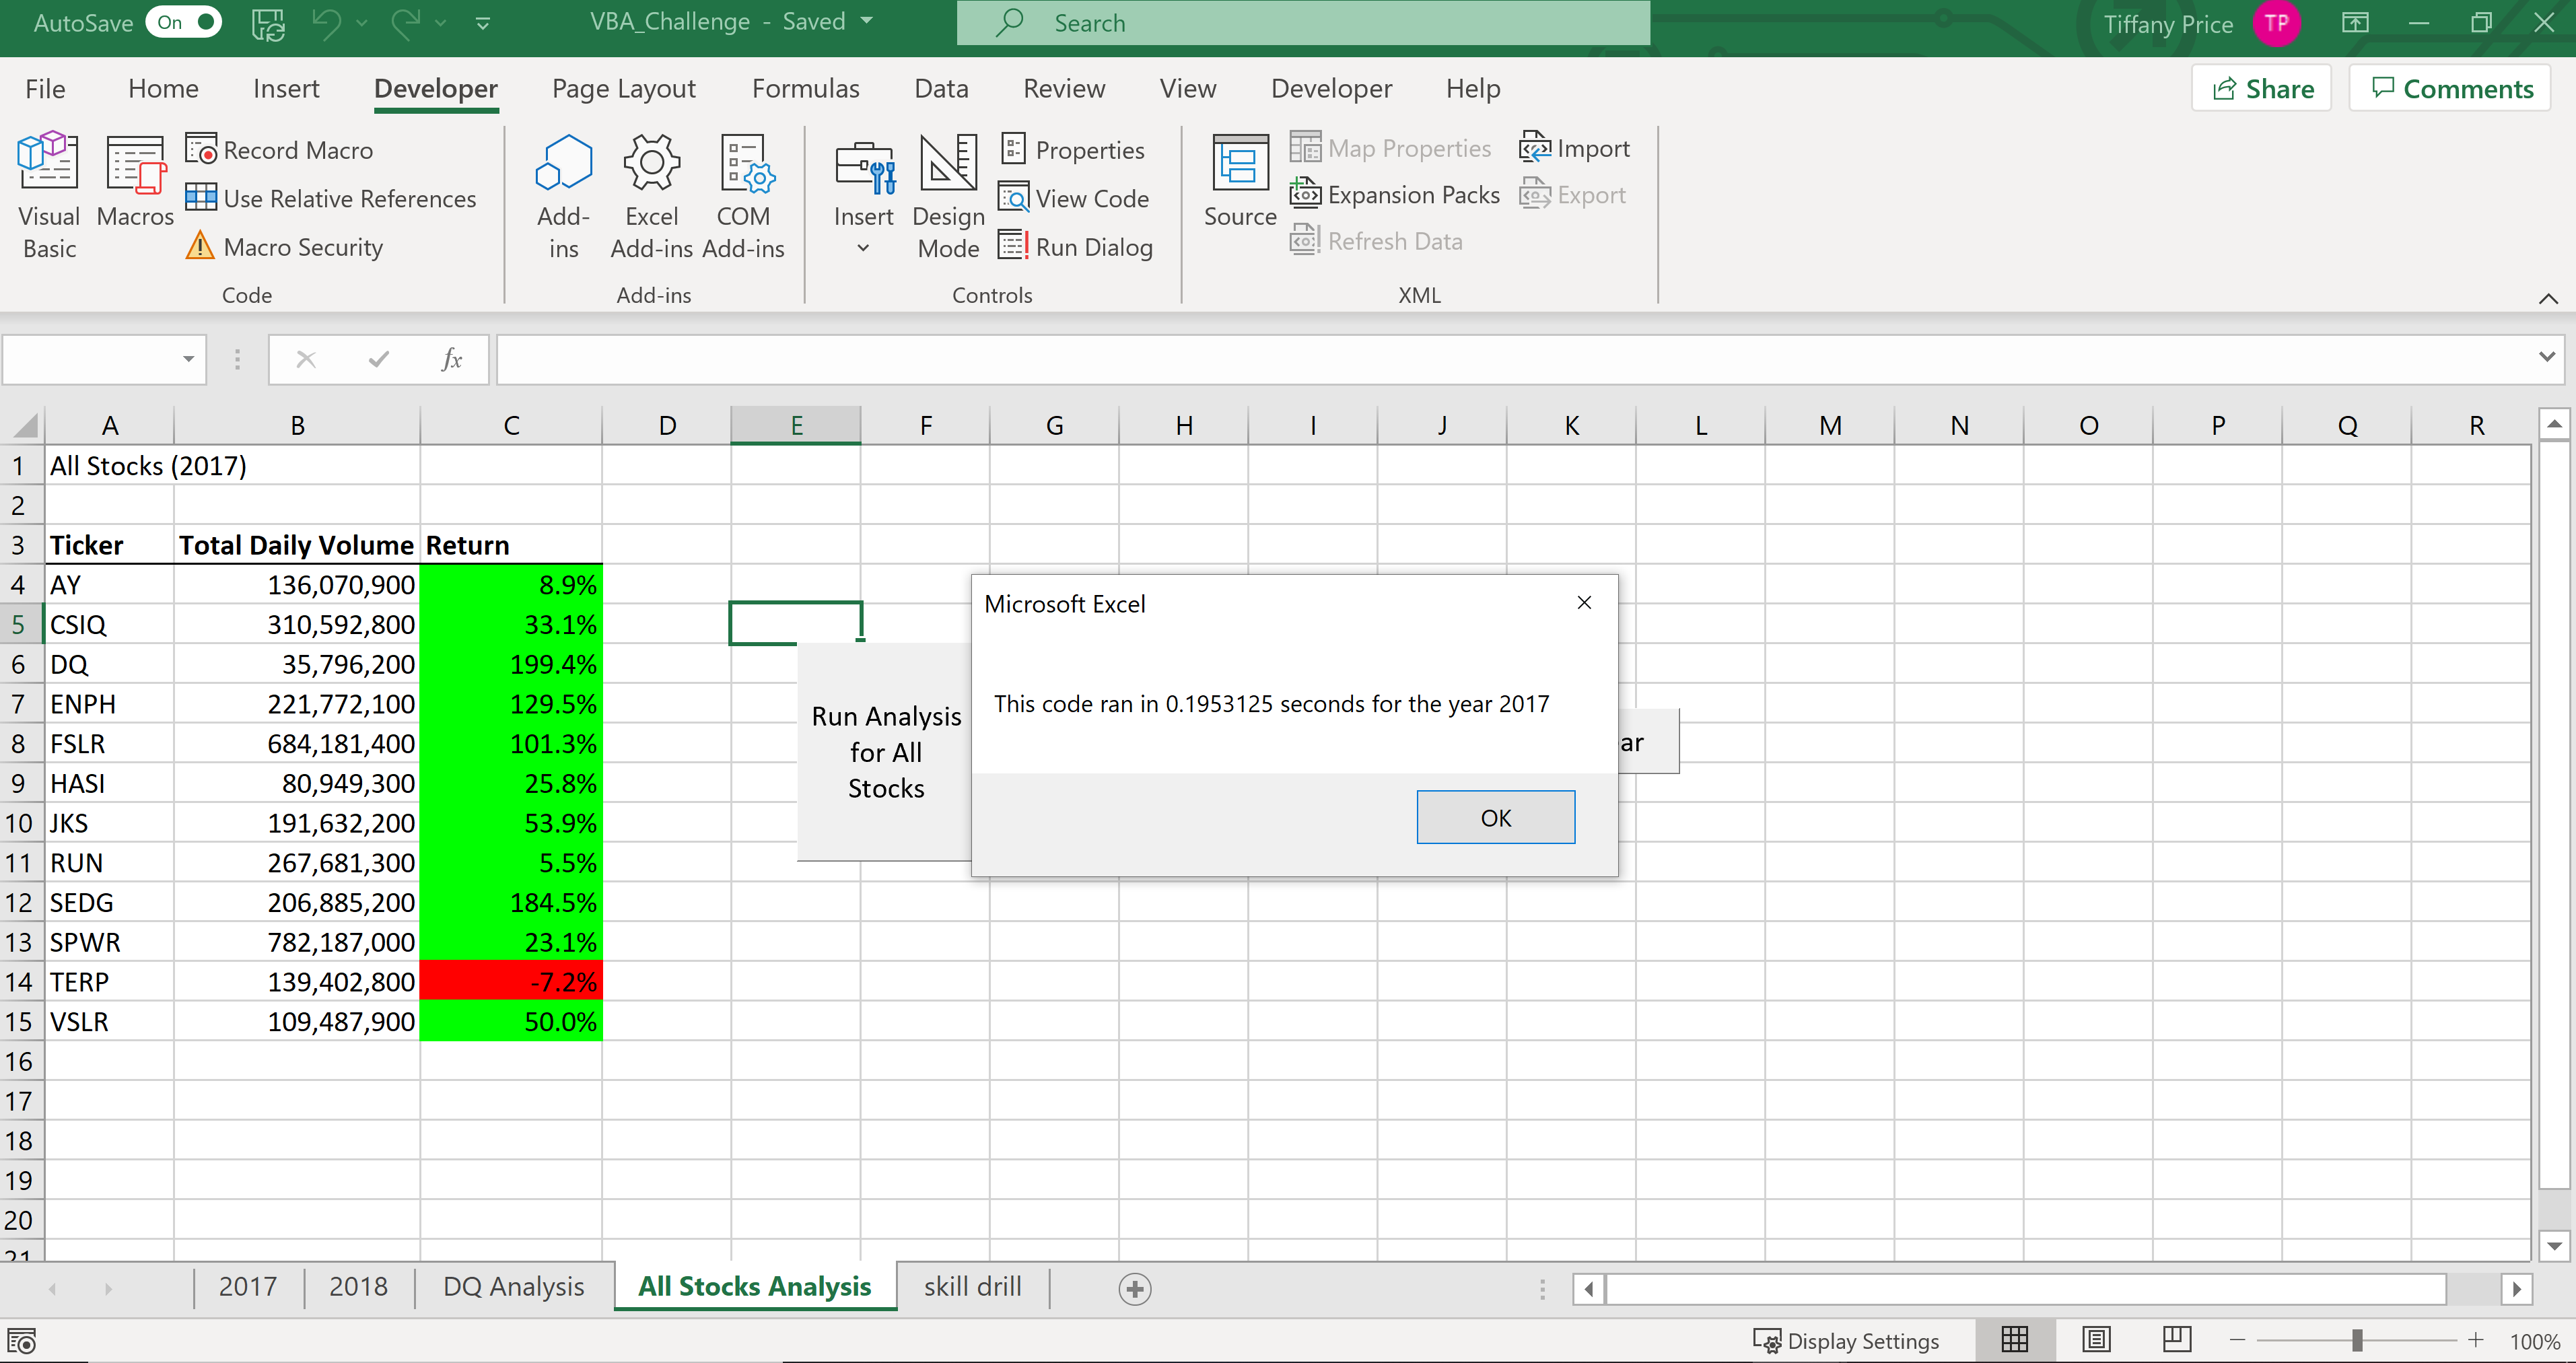 AutoSave On VBA_Challenge - Saved Search Tiffany Price TP
File Home Insert Developer Page Layout Formulas Data Review View Developer Help Share Comments
Visual Basic
Macros
Record Macro
Use Relative References
Macro Security
Code
Add-ins
Excel Add-ins
COM Add-ins
Add-ins
Insert
Design Mode
Properties
View Code
Run Dialog
Controls
Source
Map Properties
Expansion Packs
Refresh Data
Import
Export
XML
fx
A B C D E F G H I J K L M N O P Q R
1 All Stocks (2017)
2
3 Ticker Total Daily Volume Return
4 AY 136,070,900 8.9%
5 CSIQ 310,592,800 33.1%
6 DQ 35,796,200 199.4%
7 ENPH 221,772,100 129.5%
8 FSLR 684,181,400 101.3%
9 HASI 80,949,300 25.8%
10 JKS 191,632,200 53.9%
11 RUN 267,681,300 5.5%
12 SEDG 206,885,200 184.5%
13 SPWR 782,187,000 23.1%
14 TERP 139,402,800 -7.2%
15 VSLR 109,487,900 50.0%
16
17
18
19
20
21
Run Analysis
for All
Stocks
Microsoft Excel
This code ran in 0.1953125 seconds for the year 2017
OK
ar
2017 2018 DQ Analysis All Stocks Analysis skill drill
Display Settings 100%